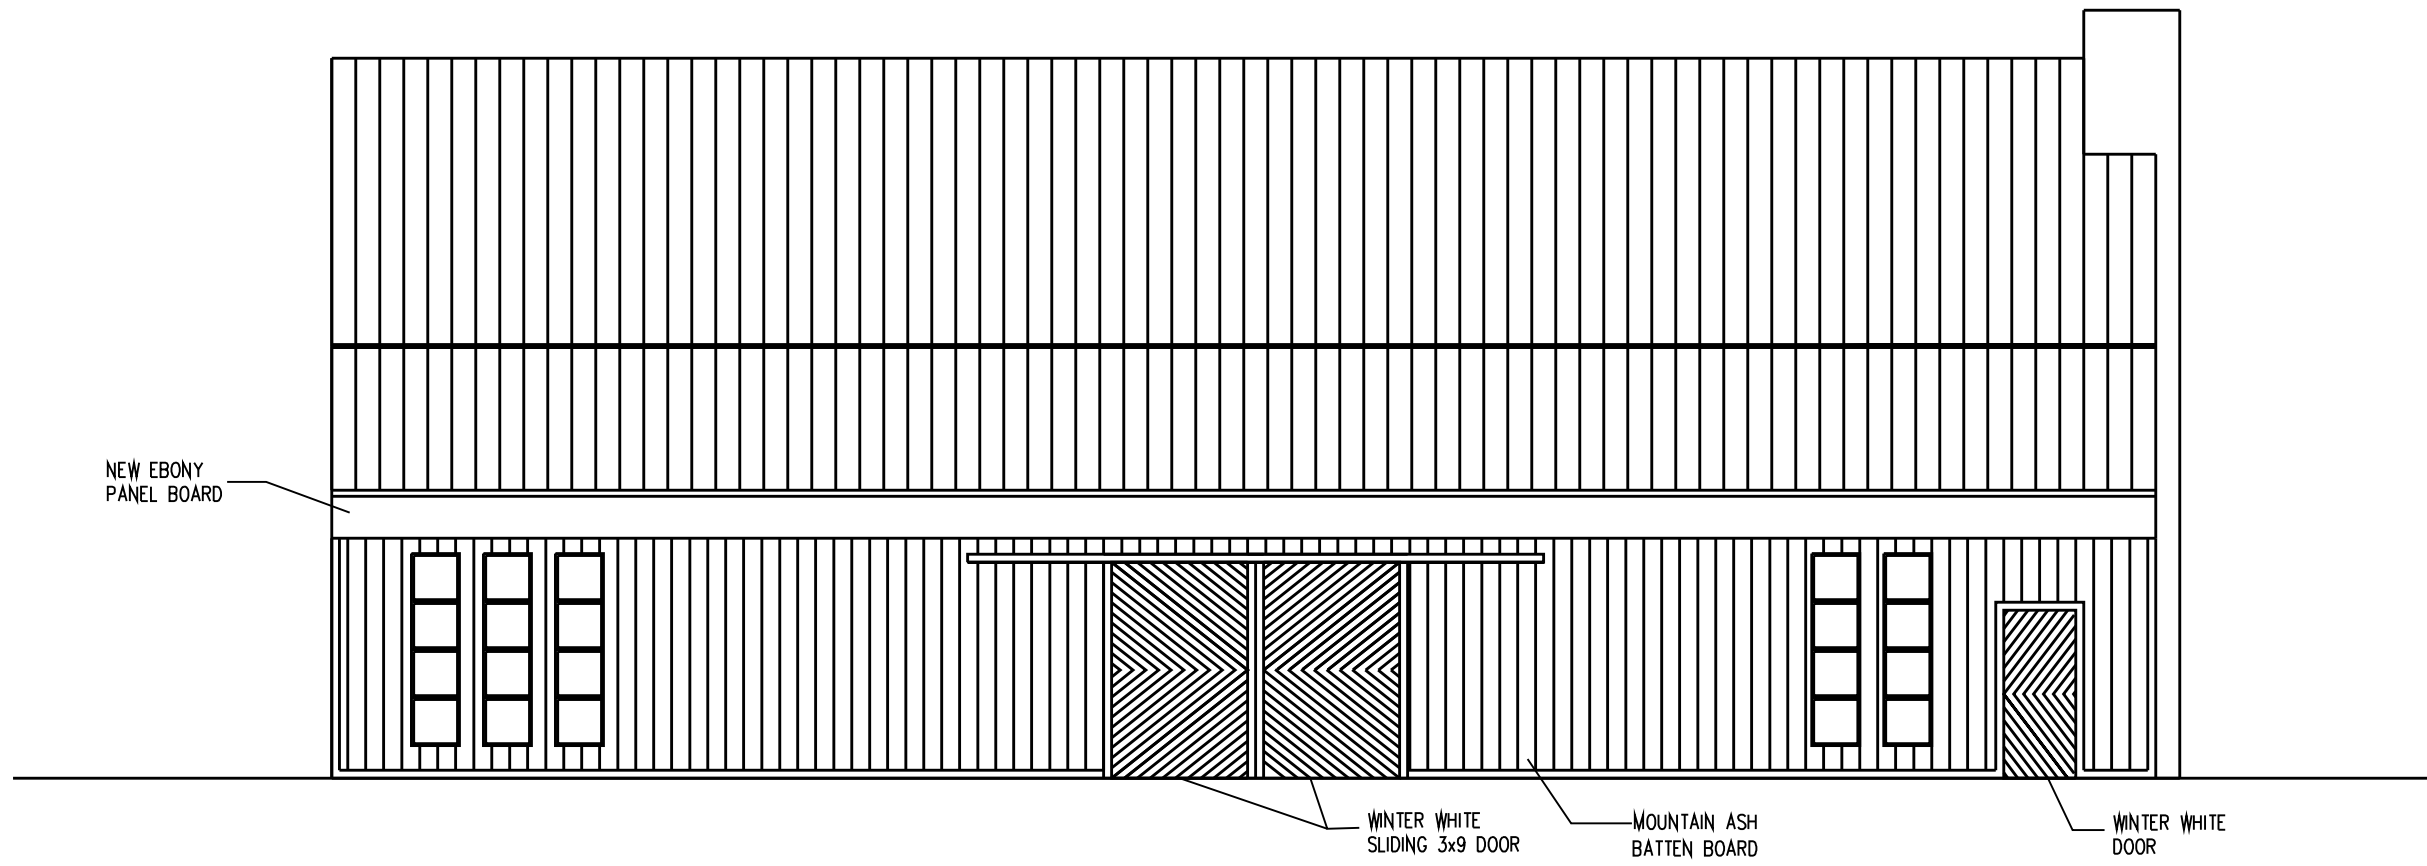 NEW EBONY
PANEL BOARD
WINTER WHITE
SLIDING 3x9 DOOR
MOUNTAIN ASH
BATTEN BOARD
WINTER WHITE
DOOR